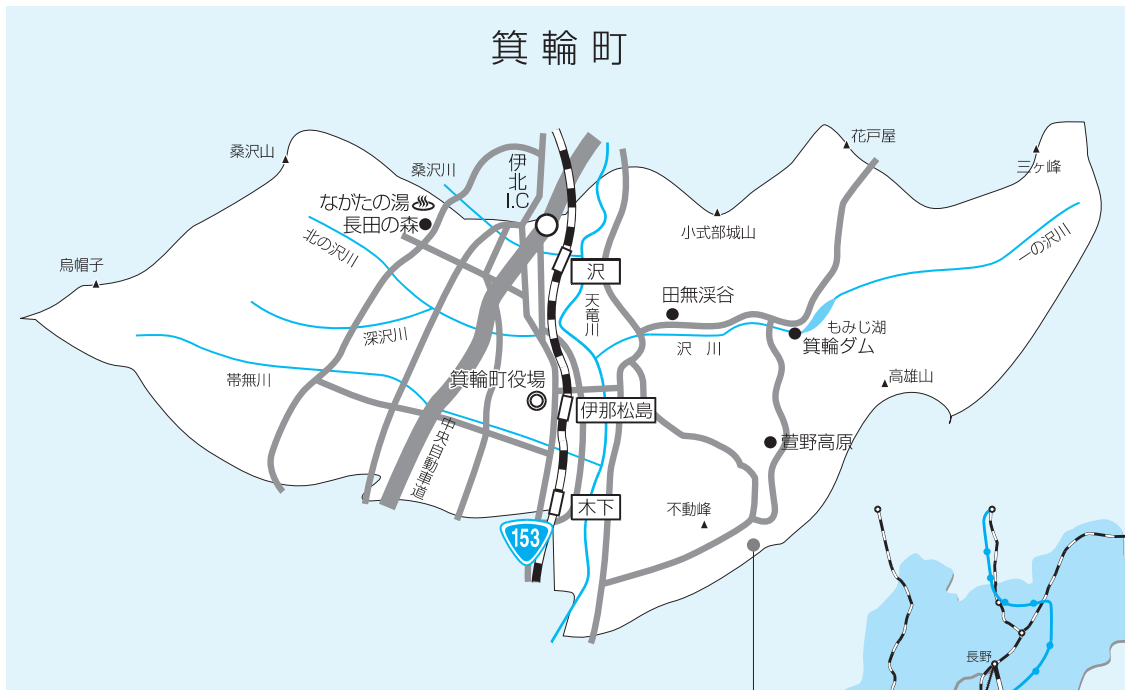 箕輪町
花戸屋
桑沢山
桑沢川
伊北
I.C
三ヶ峰
ながたの湯
長田の森
小式部城山
北の沢川
一の沢川
烏帽子
沢
田無渓谷
天竜川
もみじ湖
箕輪ダム
深沢川
沢川
帯無川
箕輪町役場
高雄山
伊那松島
中央自動車道
萱野高原
木下
不動峰
153
長野